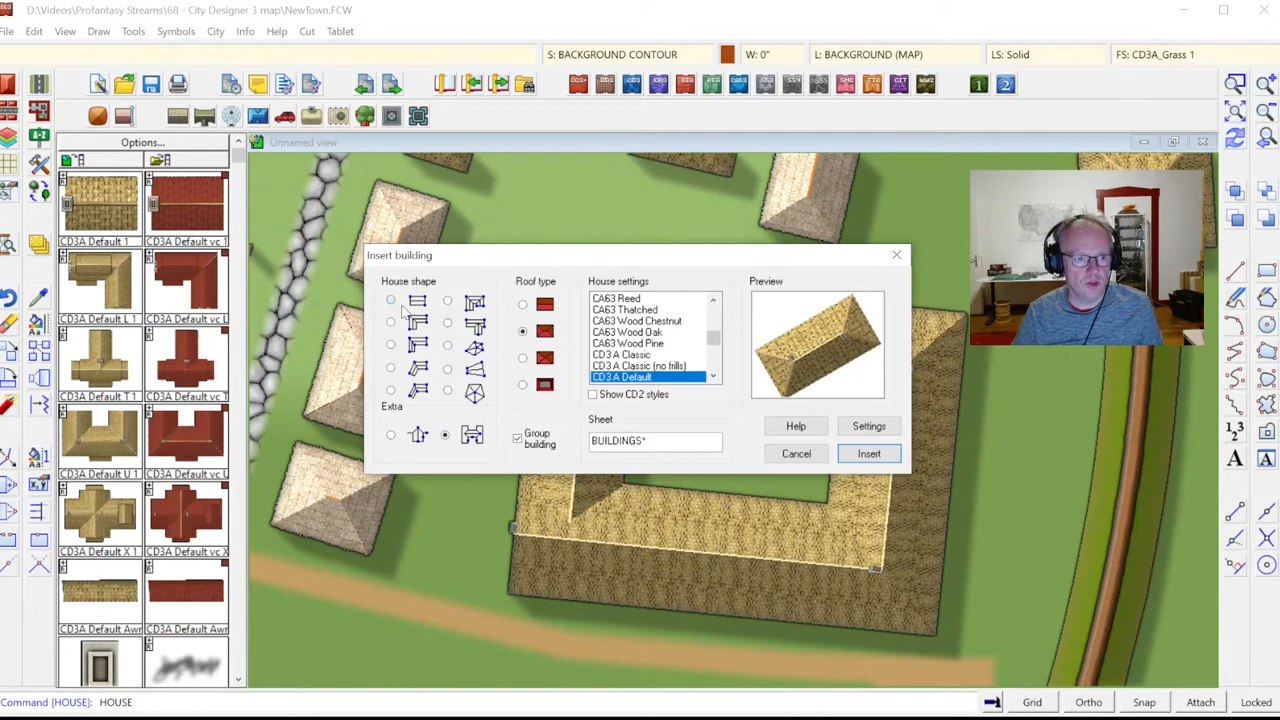 D:\Videos\Profantasy Streams\68 - City Designer 3 map\NewTown.FCW
File Edit View Draw Tools Symbols City Info Help Cut Tablet
S: BACKGROUND CONTOUR W: 0" L: BACKGROUND (MAP) LS: Solid FS: CD3A_Grass 1
Options...
Unnamed view
CD3A Default 1 CD3A Default vc 1
CD3A Default L 1 CD3A Default vc L
CD3A Default T 1 CD3A Default vc T
CD3A Default U 1 CD3A Default vc U
CD3A Default X 1 CD3A Default vc X
CD3A Default Awr CD3A Default Awr
Insert building
House shape
Extra
Roof type
Group
building
House settings
CA63 Reed
CA63 Thatched
CA63 Wood Chestnut
CA63 Wood Oak
CA63 Wood Pine
CD3 A Classic
CD3 A Classic (no frills)
CD3 A Default
Show CD2 styles
Sheet
BUILDINGS*
Preview
Help Settings
Cancel Insert
Command [HOUSE]: HOUSE
Grid Ortho Snap Attach Locked